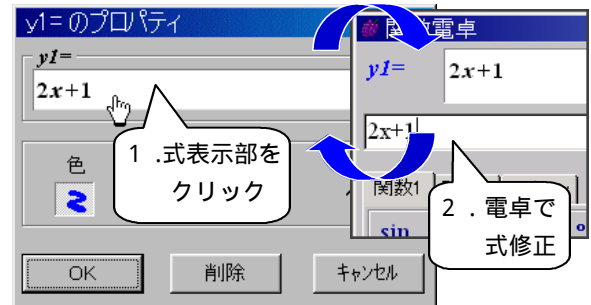 y1= のプロパティ
y1=
2x+1
1 .式表示部を
クリック
色
OK
削除
キャンセル
関数電卓
y1=
2x+1
2x+1
関数1
sin
2 . 電卓で
式修正